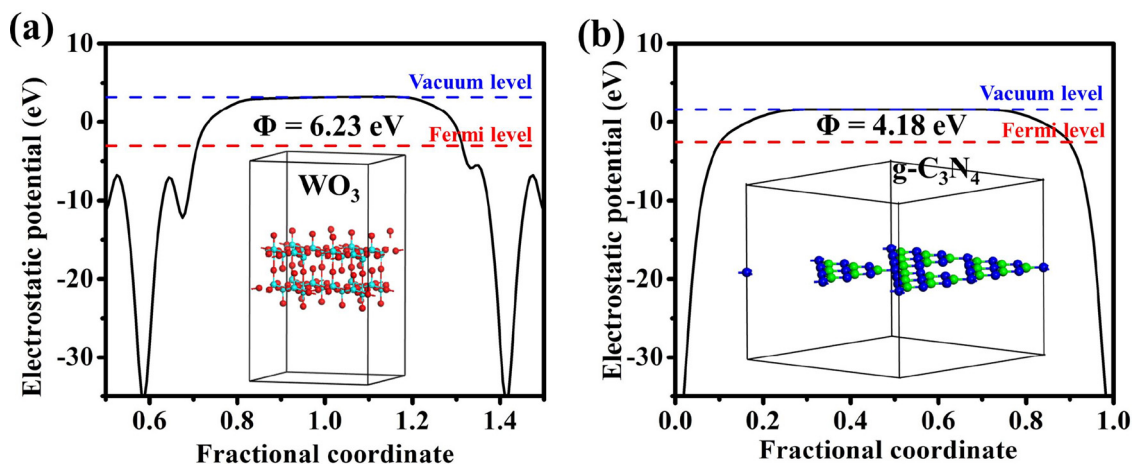 (a)
10
0
-10
-20
-30
Electrostatic potential (eV)
Vacuum level
Φ = 6.23 eV
Fermi level
WO3
0.6 0.8 1.0 1.2 1.4
Fractional coordinate
(b)
10
0
-10
-20
-30
Electrostatic potential (eV)
Vacuum level
Φ = 4.18 eV
Fermi level
g-C3N4
0.0 0.2 0.4 0.6 0.8 1.0
Fractional coordinate